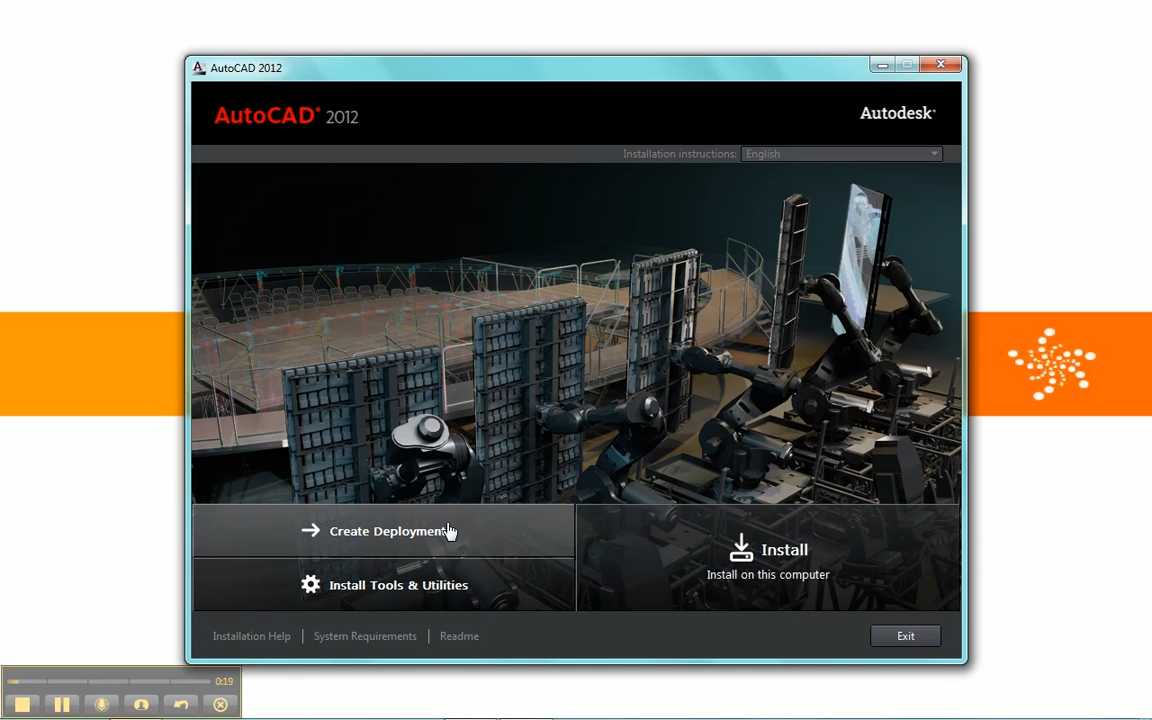 AutoCAD 2012
AutoCAD® 2012
Autodesk®
Installation instructions: English
Create Deployment
Install Tools & Utilities
Install
Install on this computer
Installation Help | System Requirements | Readme
Exit
0:19